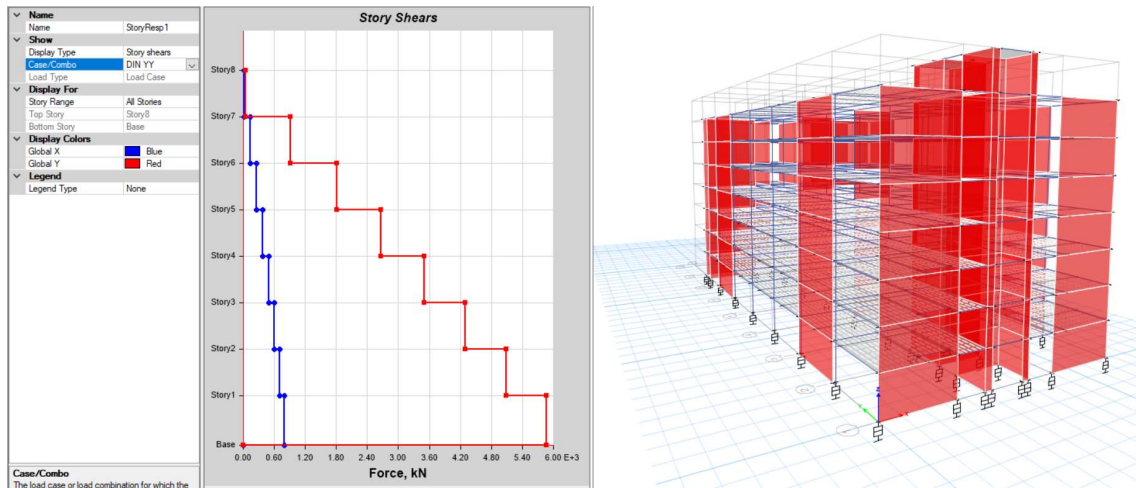 Name
Name StoryResp1
Show
Display Type Story shears
Case/Combo DIN YY
Load Type Load Case
Display For
Story Range All Stories
Top Story Story8
Bottom Story Base
Display Colors
Global X Blue
Global Y Red
Legend
Legend Type None
Case/Combo
The load case or load combination for which the
Story Shears
Story8
Story7
Story6
Story5
Story4
Story3
Story2
Story1
Base
0.00 0.60 1.20 1.80 2.40 3.00 3.60 4.20 4.80 5.40 6.00 E+3
Force, kN